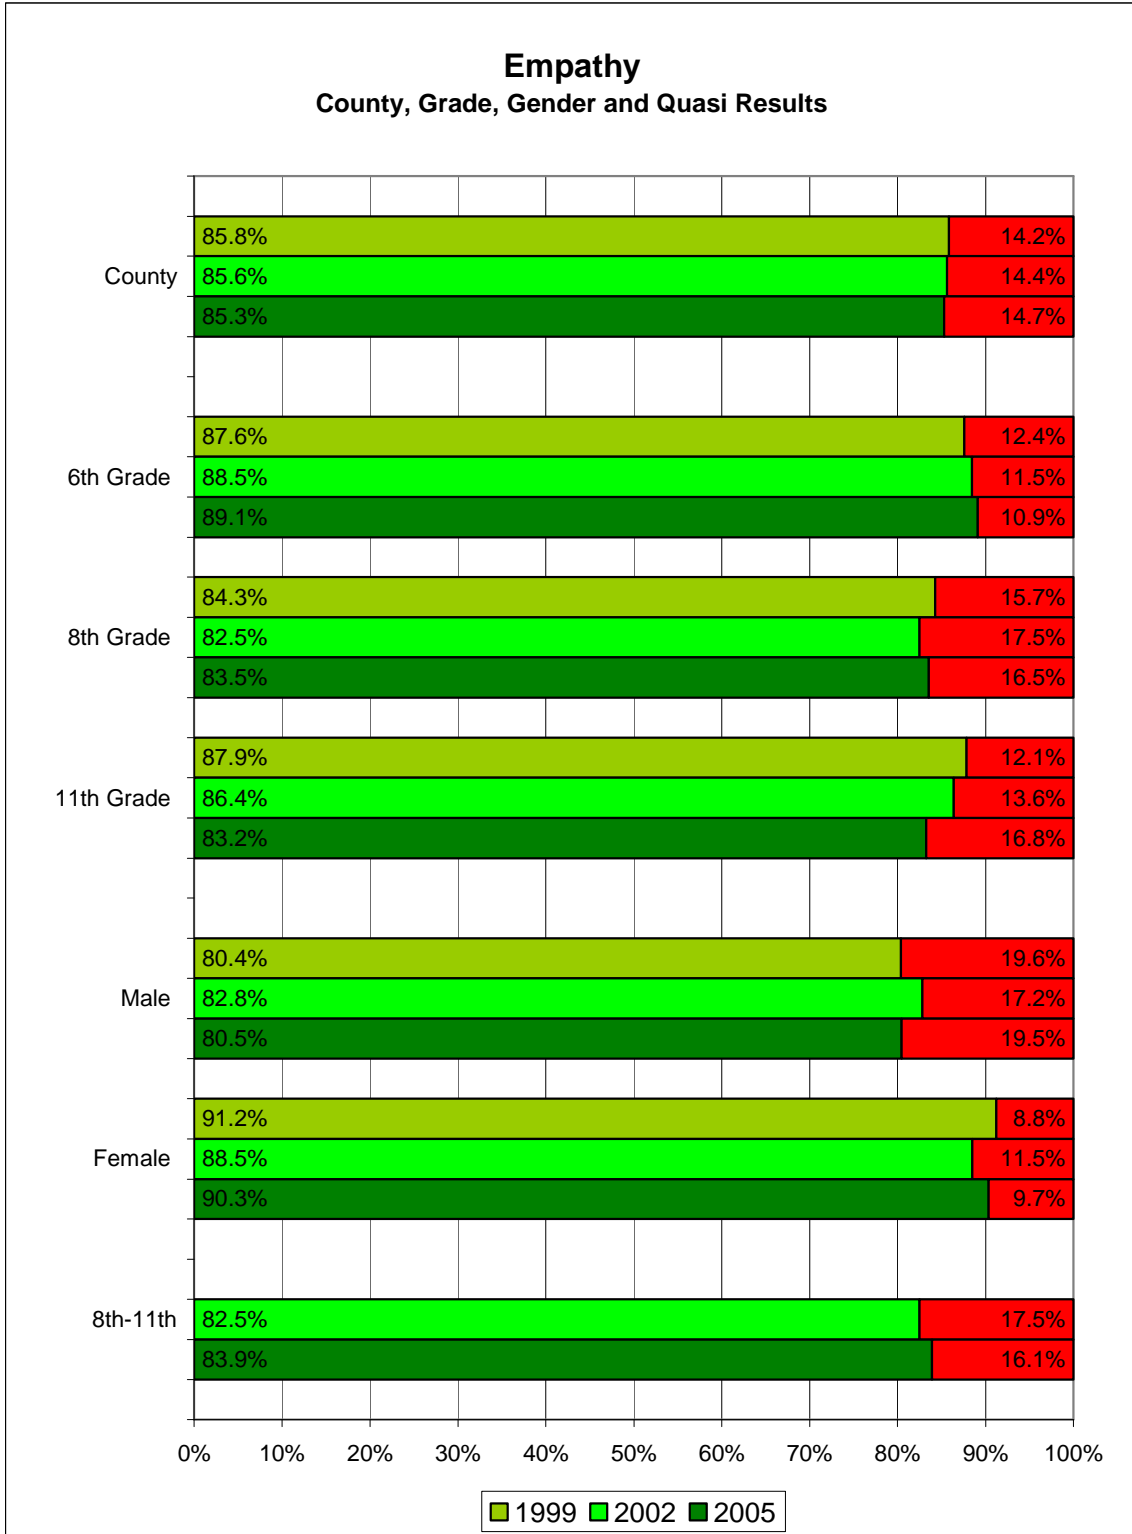 Empathy
County, Grade, Gender and Quasi Results
85.8% 14.2%
County 85.6% 14.4%
85.3% 14.7%
87.6% 12.4%
6th Grade 88.5% 11.5%
89.1% 10.9%
84.3% 15.7%
8th Grade 82.5% 17.5%
83.5% 16.5%
87.9% 12.1%
11th Grade 86.4% 13.6%
83.2% 16.8%
80.4% 19.6%
Male 82.8% 17.2%
80.5% 19.5%
91.2% 8.8%
Female 88.5% 11.5%
90.3% 9.7%
8th-11th 82.5% 17.5%
83.9% 16.1%
0% 10% 20% 30% 40% 50% 60% 70% 80% 90% 100%
1999 2002 2005